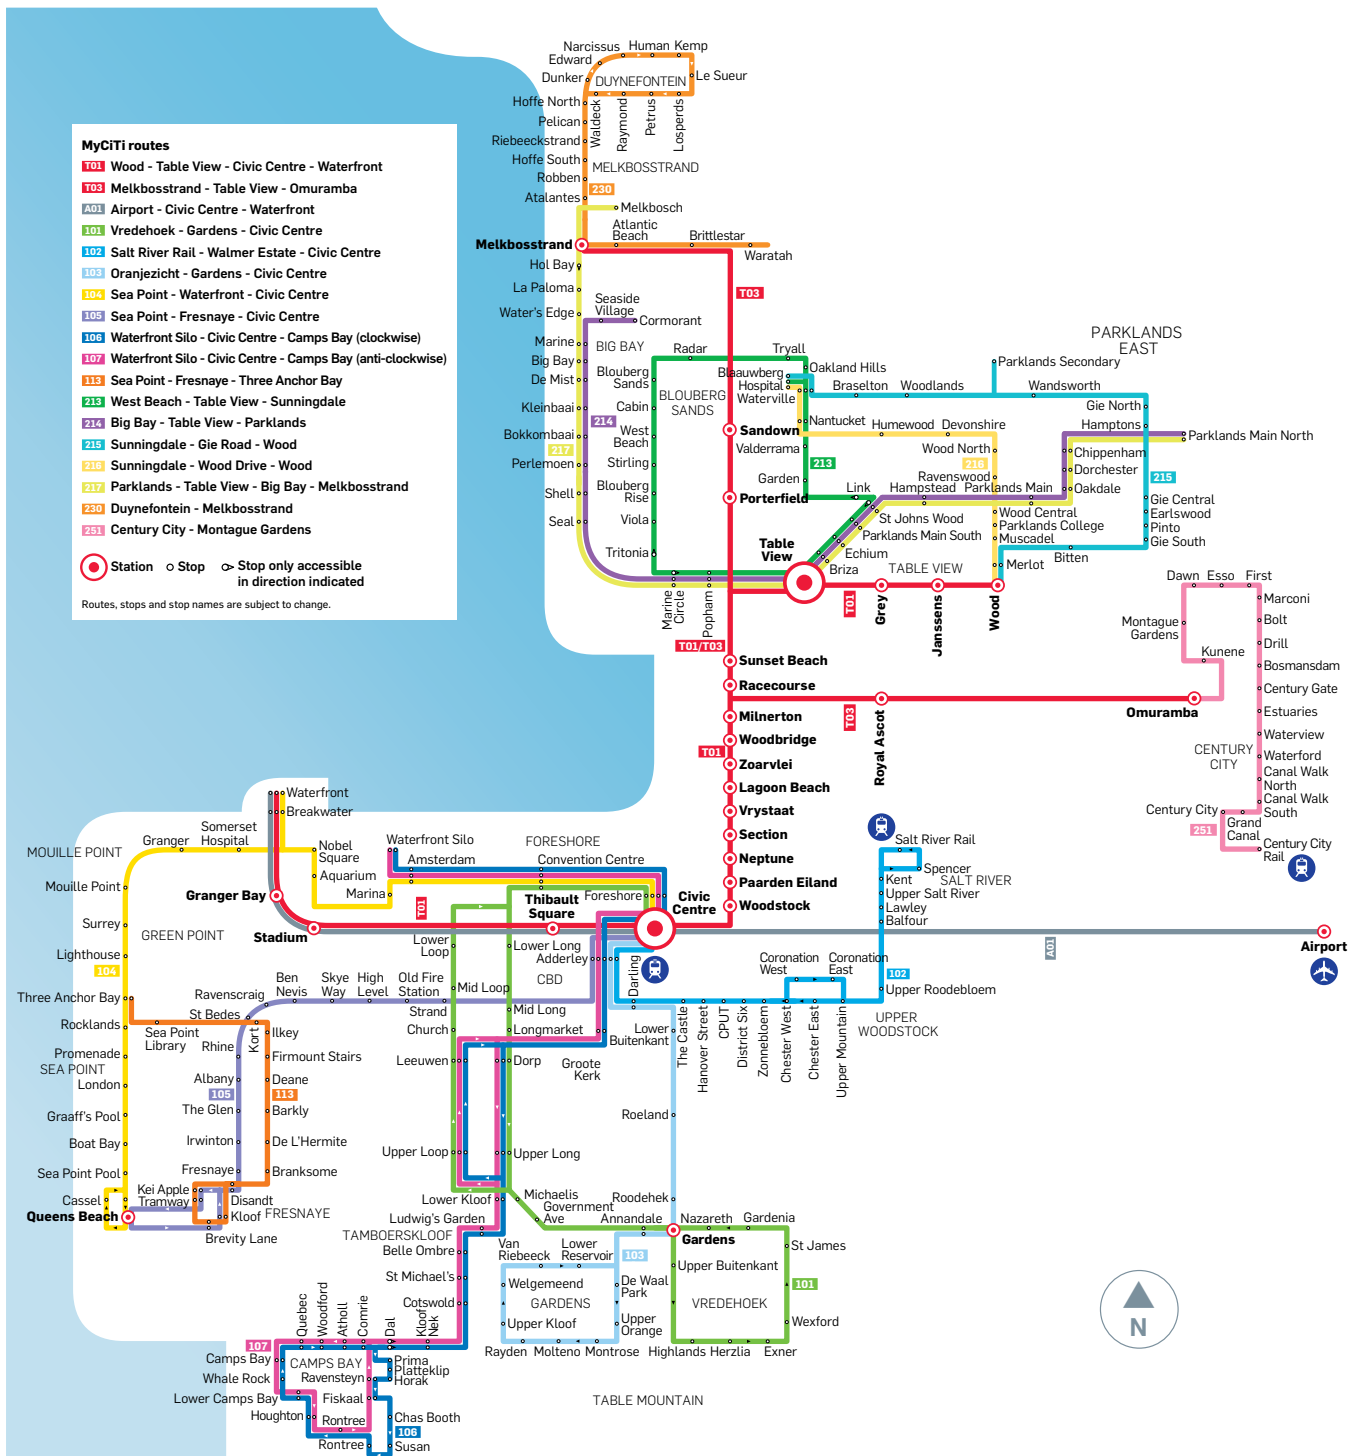 MyCiTi routes
T01 Wood - Table View - Civic Centre - Waterfront
T03 Melkbosstrand - Table View - Omuramba
A01 Airport - Civic Centre - Waterfront
101 Vredehoek - Gardens - Civic Centre
102 Salt River Rail - Walmer Estate - Civic Centre
103 Oranjezicht - Gardens - Civic Centre
104 Sea Point - Waterfront - Civic Centre
105 Sea Point - Fresnaye - Civic Centre
106 Waterfront Silo - Civic Centre - Camps Bay (clockwise)
107 Waterfront Silo - Civic Centre - Camps Bay (anti-clockwise)
113 Sea Point - Fresnaye - Three Anchor Bay
213 West Beach - Table View - Sunningdale
214 Big Bay - Table View - Parklands
215 Sunningdale - Gie Road - Wood
216 Sunningdale - Wood Drive - Wood
217 Parklands - Table View - Big Bay - Melkbosstrand
230 Duynefontein - Melkbosstrand
251 Century City - Montague Gardens
Station
Stop
Stop only accessible
in direction indicated
Routes, stops and stop names are subject to change.
Narcissus
Human
Kemp
Edward
Dunker
DUYNEFONTEIN
Le Sueur
Hoffe North
Waldeck
Raymond
Petrus
Losperds
Pelican
Riebeeckstrand
Hoffe South
MELKBOSSTRAND
Robben
230
Atalantes
Melkbosch
Melkbosstrand
Atlantic
Beach
Brittlestar
Waratah
Hol Bay
La Paloma
T03
Water's Edge
Seaside
Village
Cormorant
Marine
BIG BAY
Big Bay
De Mist
Kleinbaai
214
Bokkombaai
217
Perlemoen
Shell
Seal
Radar
Tryall
Oakland Hills
Blouberg
Sands
BLOUBERG
SANDS
Cabin
West
Beach
Stirling
Blouberg
Rise
Viola
Tritonia
Blaauwberg
Hospital
Waterville
Braselton
Woodlands
Wandsworth
Parklands Secondary
PARKLANDS
EAST
Gie North
Hamptons
Parklands Main North
Sandown
Nantucket
Humewood
Devonshire
Valderrama
Wood North
216
Chippenham
Dorchester
Oakdale
213
Garden
Ravenswood
215
Porterfield
Link
Hampstead
Parklands Main
Gie Central
Earlswood
Pinto
Gie South
St Johns Wood
Parklands Main South
Wood Central
Parklands College
Muscadel
Echium
Briza
Bitten
Merlot
Table
View
TABLE VIEW
Marine
Circle
Popham
T01
Grey
Janssens
Wood
T01/T03
Sunset Beach
Racecourse
Milnerton
Woodbridge
T01
Zoarvlei
Lagoon Beach
Vrystaat
Section
Neptune
Paarden Eiland
Woodstock
T03
Royal Ascot
Omuramba
Dawn
Esso
First
Marconi
Montague
Gardens
Bolt
Kunene
Drill
Bosmansdam
Century Gate
Estuaries
Waterview
CENTURY
CITY
Waterford
Canal Walk
North
Century City
Canal Walk
South
251
Grand
Canal
Century City
Rail
Waterfront
Breakwater
Granger
Somerset
Hospital
MOUILLE POINT
Nobel
Square
Aquarium
Mouille Point
Marina
Granger Bay
Waterfront Silo
Amsterdam
FORESHORE
Convention Centre
Foreshore
Thibault
Square
Civic
Centre
T01
Stadium
Surrey
GREEN POINT
Lighthouse
104
Lower
Loop
Lower Long
Adderley
CBD
Darling
Three Anchor Bay
Ravenscraig
Ben
Nevis
Skye
Way
High
Level
Old Fire
Station
Mid Loop
Strand
Mid Long
Rocklands
Sea Point
Library
St Bedes
Kort
Ilkey
Church
Longmarket
Promenade
SEA POINT
Rhine
Firmount Stairs
Leeuwen
Dorp
Groote
Kerk
London
Albany
Deane
105
113
Graaff's Pool
The Glen
Barkly
Boat Bay
Irwinton
De L'Hermite
Sea Point Pool
Fresnaye
Branksome
Upper Loop
Upper Long
Cassel
Kei Apple
Tramway
Disandt
Kloof
FRESNAYE
Queens Beach
Brevity Lane
Salt River Rail
Spencer
SALT RIVER
Kent
Upper Salt River
Lawley
Balfour
Airport
A01
Coronation
West
Coronation
East
102
Upper Roodebloem
UPPER
WOODSTOCK
Lower
Buitenkant
The Castle
Hanover Street
CPUT
District Six
Zonnebloem
Chester West
Chester East
Upper Mountain
Roeland
Roodehek
Lower Kloof
Michaelis
Government
Ave
Ludwig's Garden
TAMBOERSKLOOF
Annandale
Gardens
Nazareth
Gardenia
St James
Belle Ombre
Van
Riebeeck
Lower
Reservoir
103
Upper Buitenkant
St Michael's
Welgemeend
De Waal
Park
101
Cotswold
GARDENS
VREDEHOEK
Upper Kloof
Upper
Orange
Wexford
Rayden
Molteno
Montrose
Highlands
Herzlia
Exner
Quebec
Woodford
Atholl
Comrie
Dal
Kloof
Nek
107
Camps Bay
CAMPS BAY
Prima
Platteklip
Whale Rock
Ravensteyn
Horak
Lower Camps Bay
Fiskaal
Houghton
Rontree
Chas Booth
106
Rontree
Susan
TABLE MOUNTAIN
N